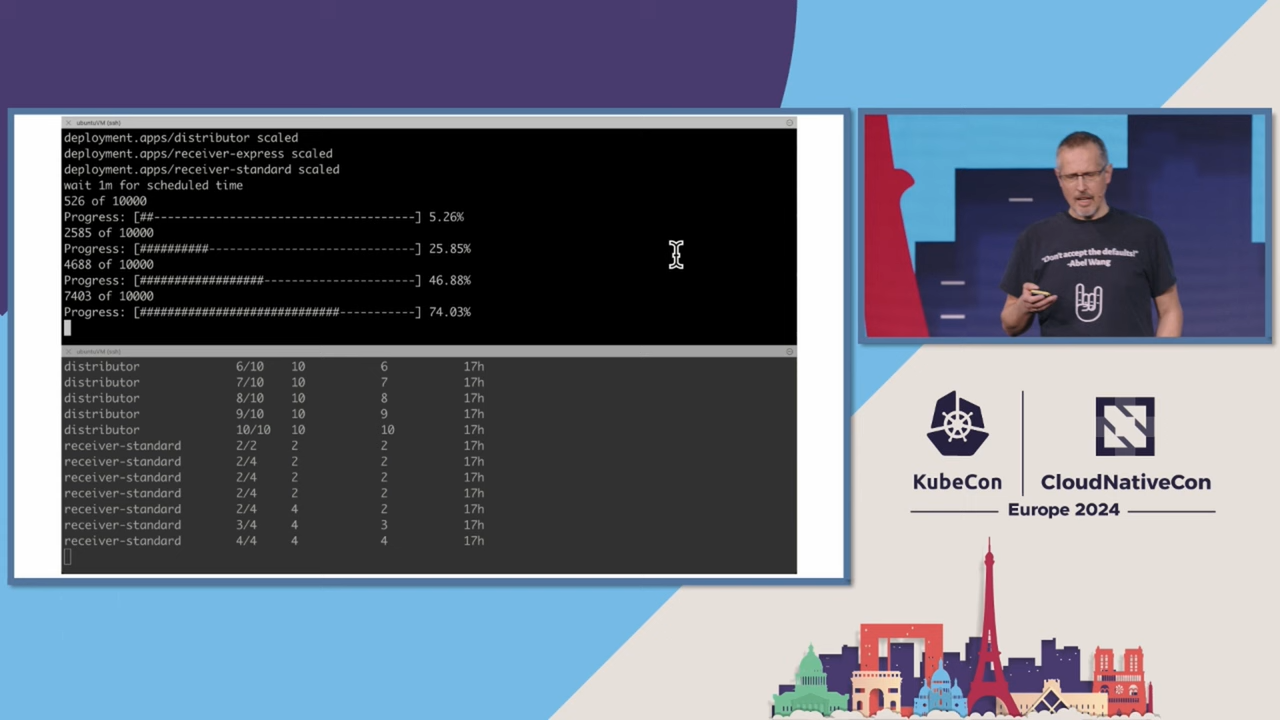 ubuntuVM (ssh)
deployment.apps/distributor scaled
deployment.apps/receiver-express scaled
deployment.apps/receiver-standard scaled
wait 1m for scheduled time
526 of 10000
Progress: [##--------------------------------------] 5.26%
2585 of 10000
Progress: [##########------------------------------] 25.85%
4688 of 10000
Progress: [##################----------------------] 46.88%
7403 of 10000
Progress: [#############################-----------] 74.03%
ubuntuVM (ssh)
distributor 6/10 10 6 17h
distributor 7/10 10 7 17h
distributor 8/10 10 8 17h
distributor 9/10 10 9 17h
distributor 10/10 10 10 17h
receiver-standard 2/2 2 2 17h
receiver-standard 2/4 2 2 17h
receiver-standard 2/4 2 2 17h
receiver-standard 2/4 2 2 17h
receiver-standard 2/4 4 2 17h
receiver-standard 3/4 4 3 17h
receiver-standard 4/4 4 4 17h
"Don't accept the defaults!"
-Abel Wang
KubeCon
CloudNativeCon
Europe 2024